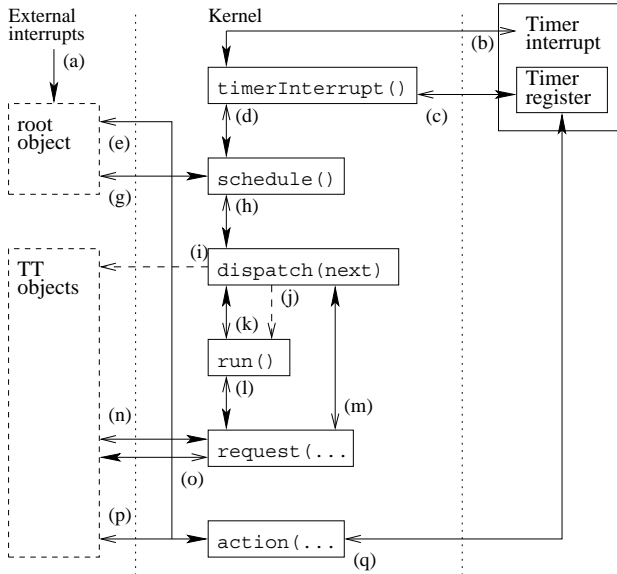 External
interrupts
Kernel
Timer
interrupt
(a)
(b)
timerInterrupt()
Timer
register
(c)
(d)
root
object
(e)
schedule()
(g)
(h)
(i)
TT
objects
dispatch(next)
(j)
(k)
run()
(l)
(m)
(n)
request(...
(o)
(p)
action(...
(q)